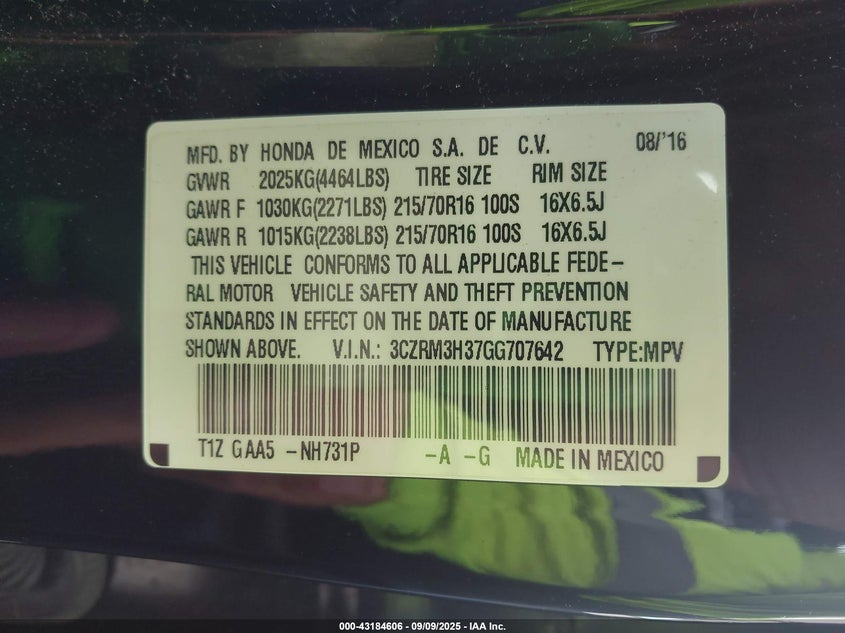 MFD. BY HONDA DE MEXICO S.A. DE C.V. 08/'16
GVWR 2025KG(4464LBS) TIRE SIZE RIM SIZE
GAWR F 1030KG(2271LBS) 215/70R16 100S 16X6.5J
GAWR R 1015KG(2238LBS) 215/70R16 100S 16X6.5J
THIS VEHICLE CONFORMS TO ALL APPLICABLE FEDE-
RAL MOTOR VEHICLE SAFETY AND THEFT PREVENTION
STANDARDS IN EFFECT ON THE DATE OF MANUFACTURE
SHOWN ABOVE. V.I.N.: 3CZRM3H37GG707642 TYPE:MPV
T1Z GAA5 -NH731P -A -G MADE IN MEXICO
000-43184606 - 09/09/2025 - IAA Inc.